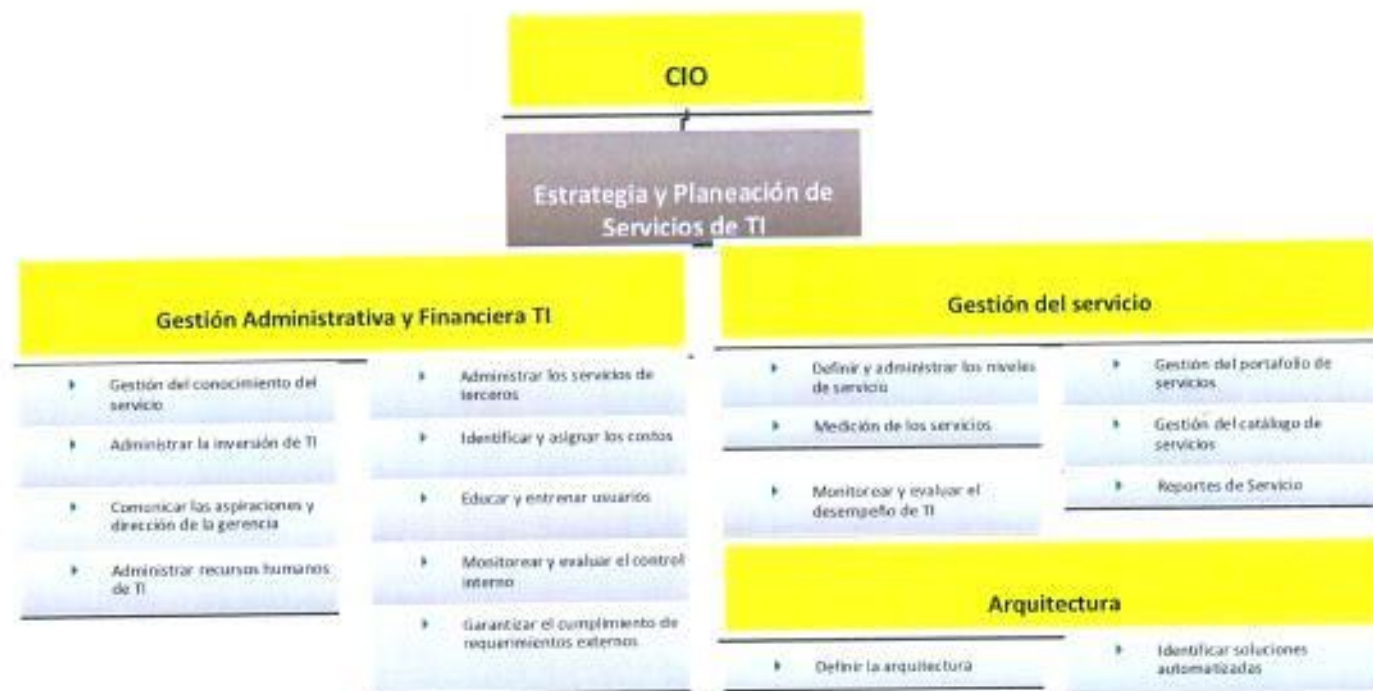 CIO
Estrategia y Planeación de
Servicios de TI
Gestión Administrativa y Financiera TI
Gestión del conocimiento del
servicio
Administrar la inversión de TI
Comunicar las aspiraciones y
dirección de la gerencia
Administrar recursos humanos
de TI
Administrar los servicios de
terceros
Identificar y asignar los costos
Educar y entrenar usuarios
Monitorear y evaluar el control
interno
Garantizar el cumplimiento de
requerimientos externos
Gestión del servicio
Definir y administrar los niveles
de servicio
Medición de los servicios
Monitorear y evaluar el
desempeño de TI
Gestión del portafolio de
servicios
Gestión del catálogo de
servicios
Reportes de Servicio
Arquitectura
Definir la arquitectura
Identificar soluciones
automatizadas